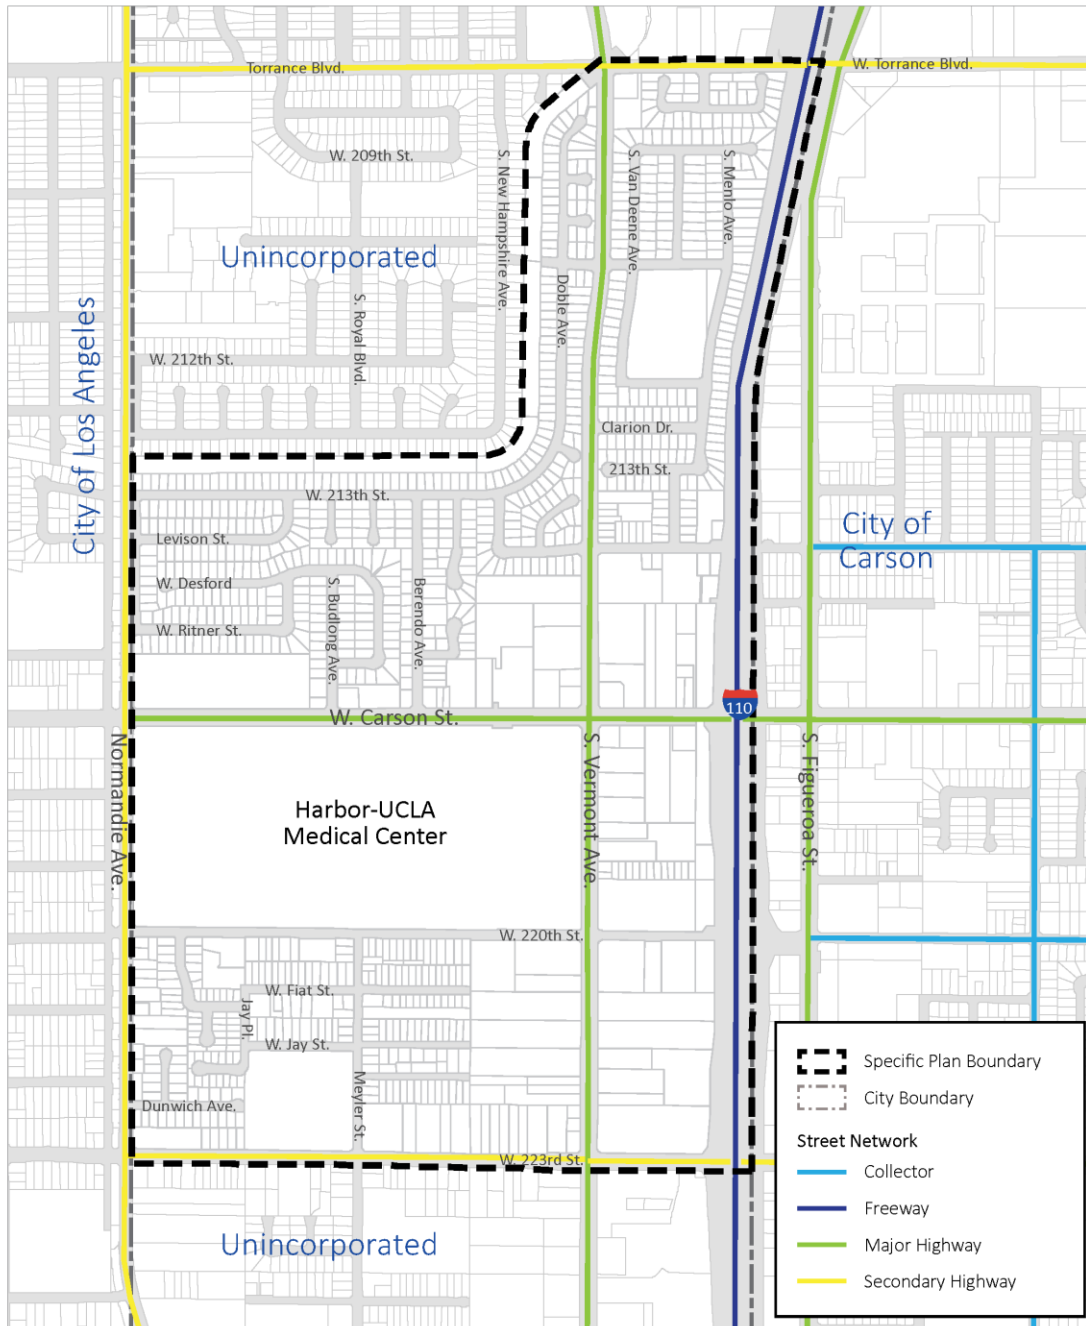 Torrance Blvd.
W. Torrance Blvd.
W. 209th St.
S. New Hampshire Ave.
S. Van Deene Ave.
S. Menlo Ave.
Unincorporated
Doble Ave.
S. Royal Blvd.
City of Los Angeles
W. 212th St.
Clarion Dr.
213th St.
W. 213th St.
City of
Carson
Levison St.
W. Desford
S. Budlong Ave.
Berendo Ave.
W. Ritner St.
110
W. Carson St.
Normandie Ave.
S. Vermont Ave.
S. Figueroa St.
Harbor-UCLA
Medical Center
W. 220th St.
W. Fiat St.
Jay Pl.
W. Jay St.
Meyler St.
Dunwich Ave.
W. 223rd St.
Unincorporated
Specific Plan Boundary
City Boundary
Street Network
Collector
Freeway
Major Highway
Secondary Highway